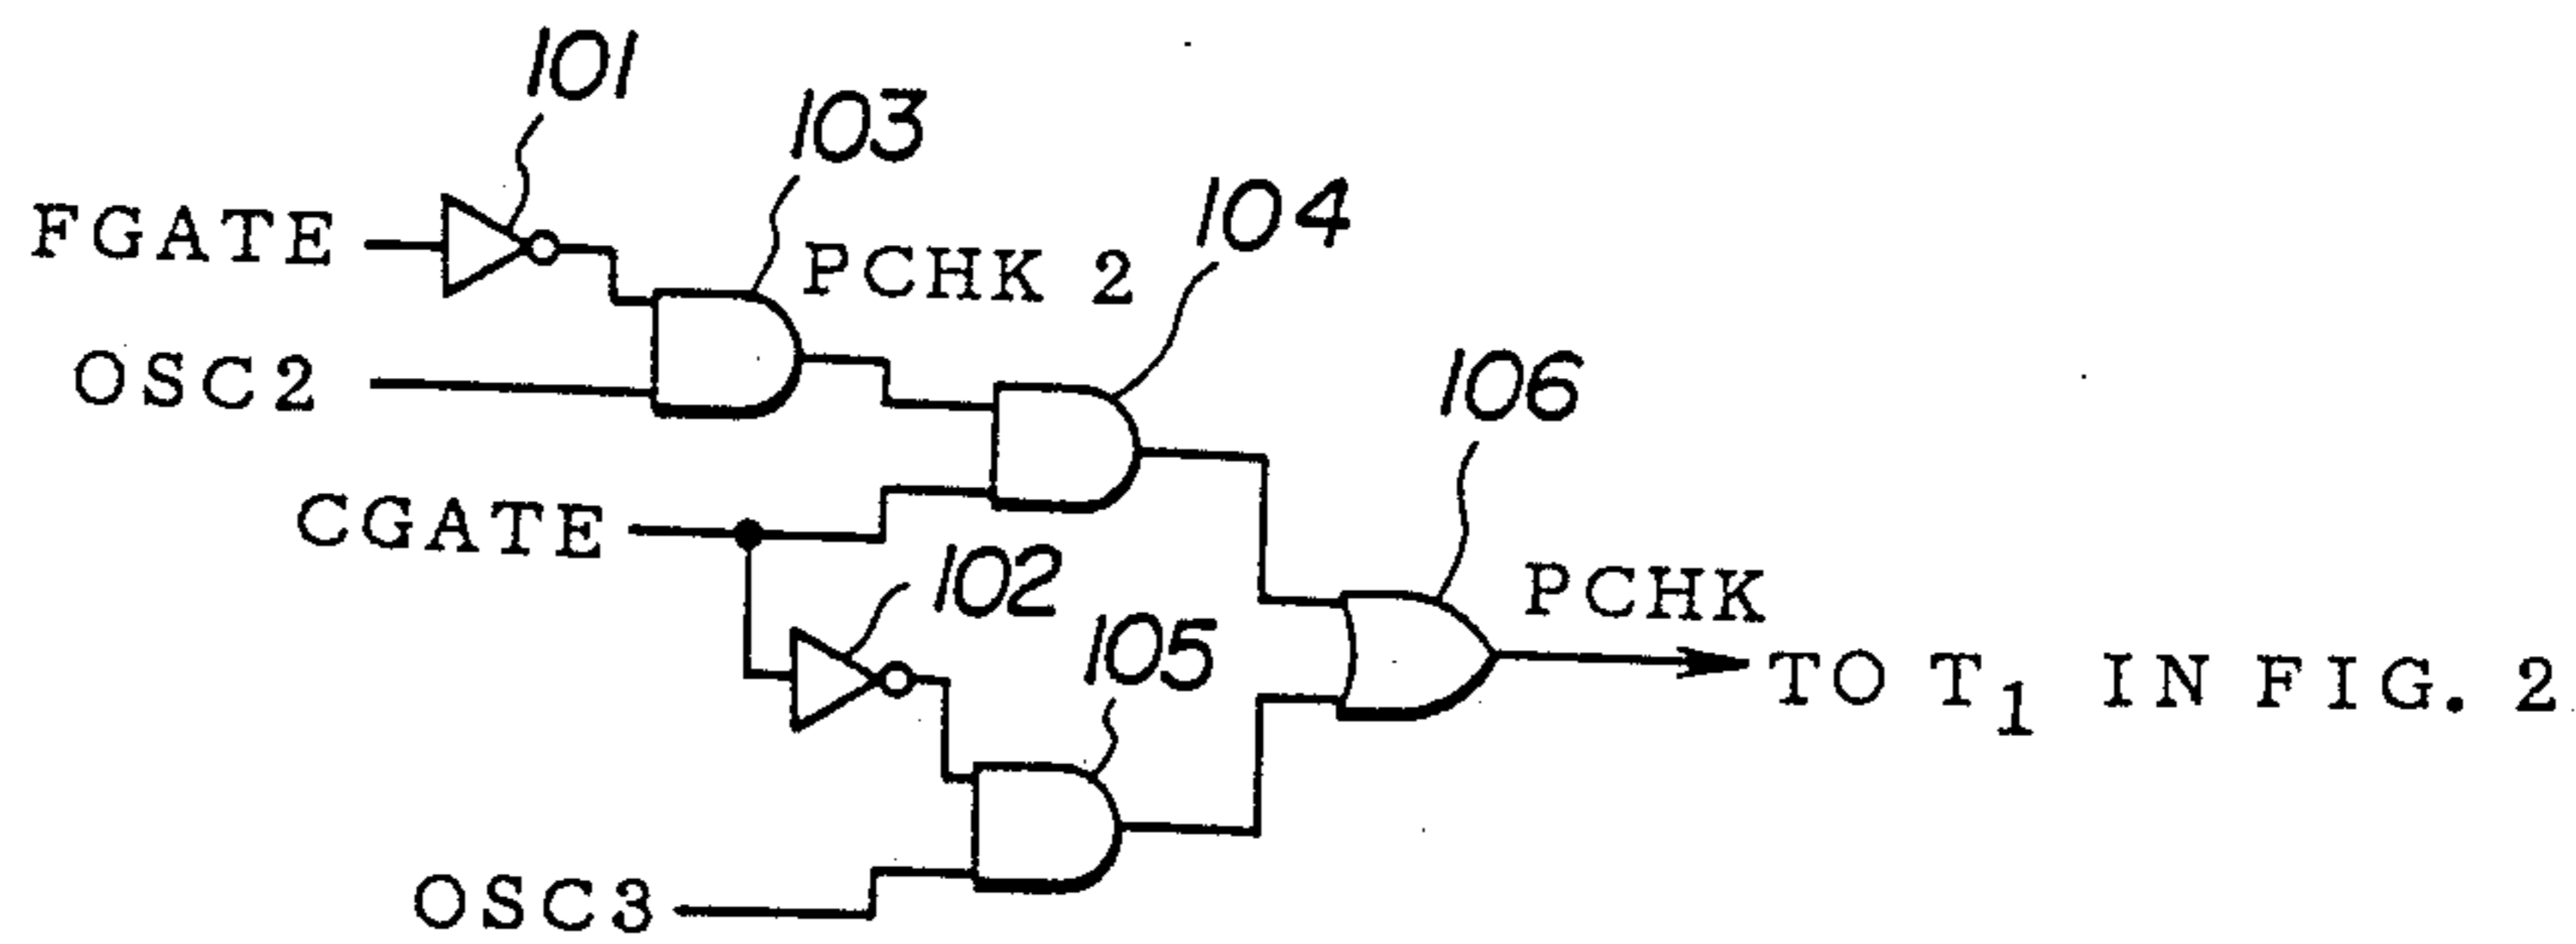 101
103
104
FGATE
PCHK 2
OSC2
106
CGATE
102
105
PCHK
TO T1 IN FIG. 2
OSC3